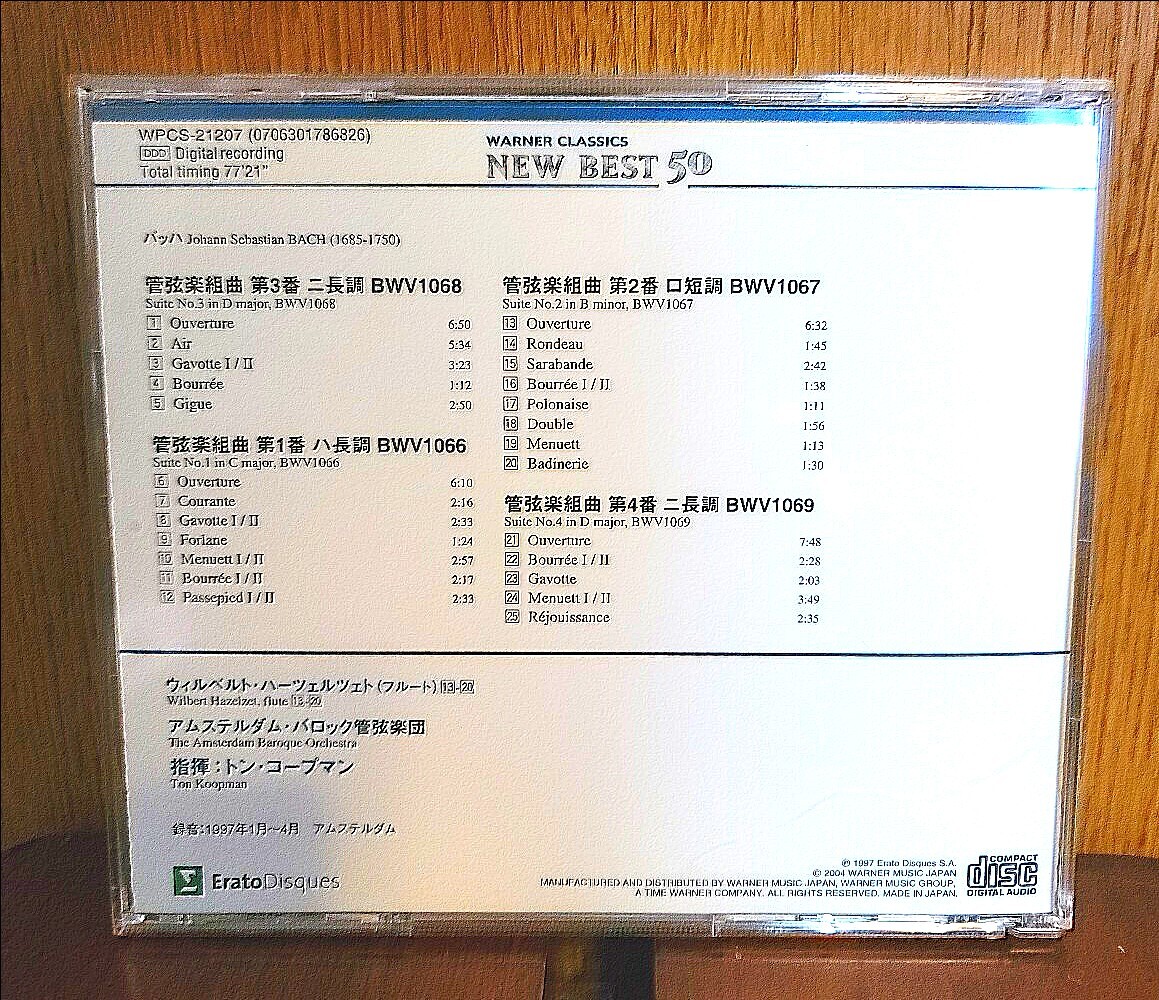 WPCS-21207 (0706301786826)
DDD Digital recording
Total timing 77'21"
WARNER CLASSICS
NEW BEST 50
バッハ Johann Sebastian BACH (1685-1750)
管弦楽組曲 第3番 ニ長調 BWV1068
Suite No.3 in D major, BWV1068
1 Ouverture 6:50
2 Air 5:34
3 Gavotte I / II 3:23
4 Bourrée 1:12
5 Gigue 2:50
管弦楽組曲 第1番 ハ長調 BWV1066
Suite No.1 in C major, BWV1066
6 Ouverture 6:10
7 Courante 2:16
8 Gavotte I / II 2:33
9 Forlane 1:24
10 Menuett I / II 2:57
11 Bourrée I / II 2:17
12 Passepied I / II 2:33
管弦楽組曲 第2番 ロ短調 BWV1067
Suite No.2 in B minor, BWV1067
13 Ouverture 6:32
14 Rondeau 1:45
15 Sarabande 2:42
16 Bourrée I / II 1:38
17 Polonaise 1:11
18 Double 1:56
19 Menuett 1:13
20 Badinerie 1:30
管弦楽組曲 第4番 ニ長調 BWV1069
Suite No.4 in D major, BWV1069
21 Ouverture 7:48
22 Bourrée I / II 2:28
23 Gavotte 2:03
24 Menuett I / II 3:49
25 Réjouissance 2:35
ウィルベルト・ハーツェルツェト (フルート) 13-20
Wilbert Hazelzet, flute 13-20
アムステルダム・バロック管弦楽団
The Amsterdam Baroque Orchestra
指揮:トン・コープマン
Ton Koopman
録音:1997年1月〜4月 アムステルダム
EratoDisques
℗ 1997 Erato Disques S.A.
© 2004 WARNER MUSIC JAPAN
MANUFACTURED AND DISTRIBUTED BY WARNER MUSIC JAPAN, WARNER MUSIC GROUP,
A TIME WARNER COMPANY. ALL RIGHTS RESERVED. MADE IN JAPAN.
COMPACT
disc
DIGITAL AUDIO